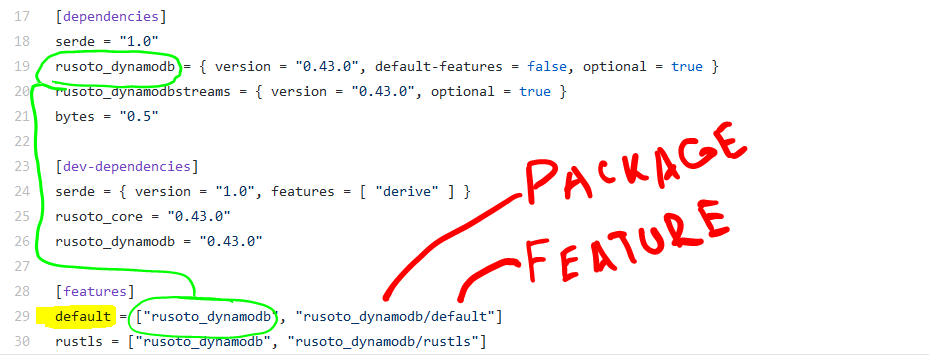 17 [dependencies]
18 serde = "1.0"
19 rusoto_dynamodb = { version = "0.43.0", default-features = false, optional = true }
20 rusoto_dynamodbstreams = { version = "0.43.0", optional = true }
21 bytes = "0.5"
22
23 [dev-dependencies]
24 serde = { version = "1.0", features = [ "derive" ] }
25 rusoto_core = "0.43.0"
26 rusoto_dynamodb = "0.43.0"
27
28 [features]
29 default = ["rusoto_dynamodb", "rusoto_dynamodb/default"]
30 rustls = ["rusoto_dynamodb", "rusoto_dynamodb/rustls"]
PACKAGE
FEATURE